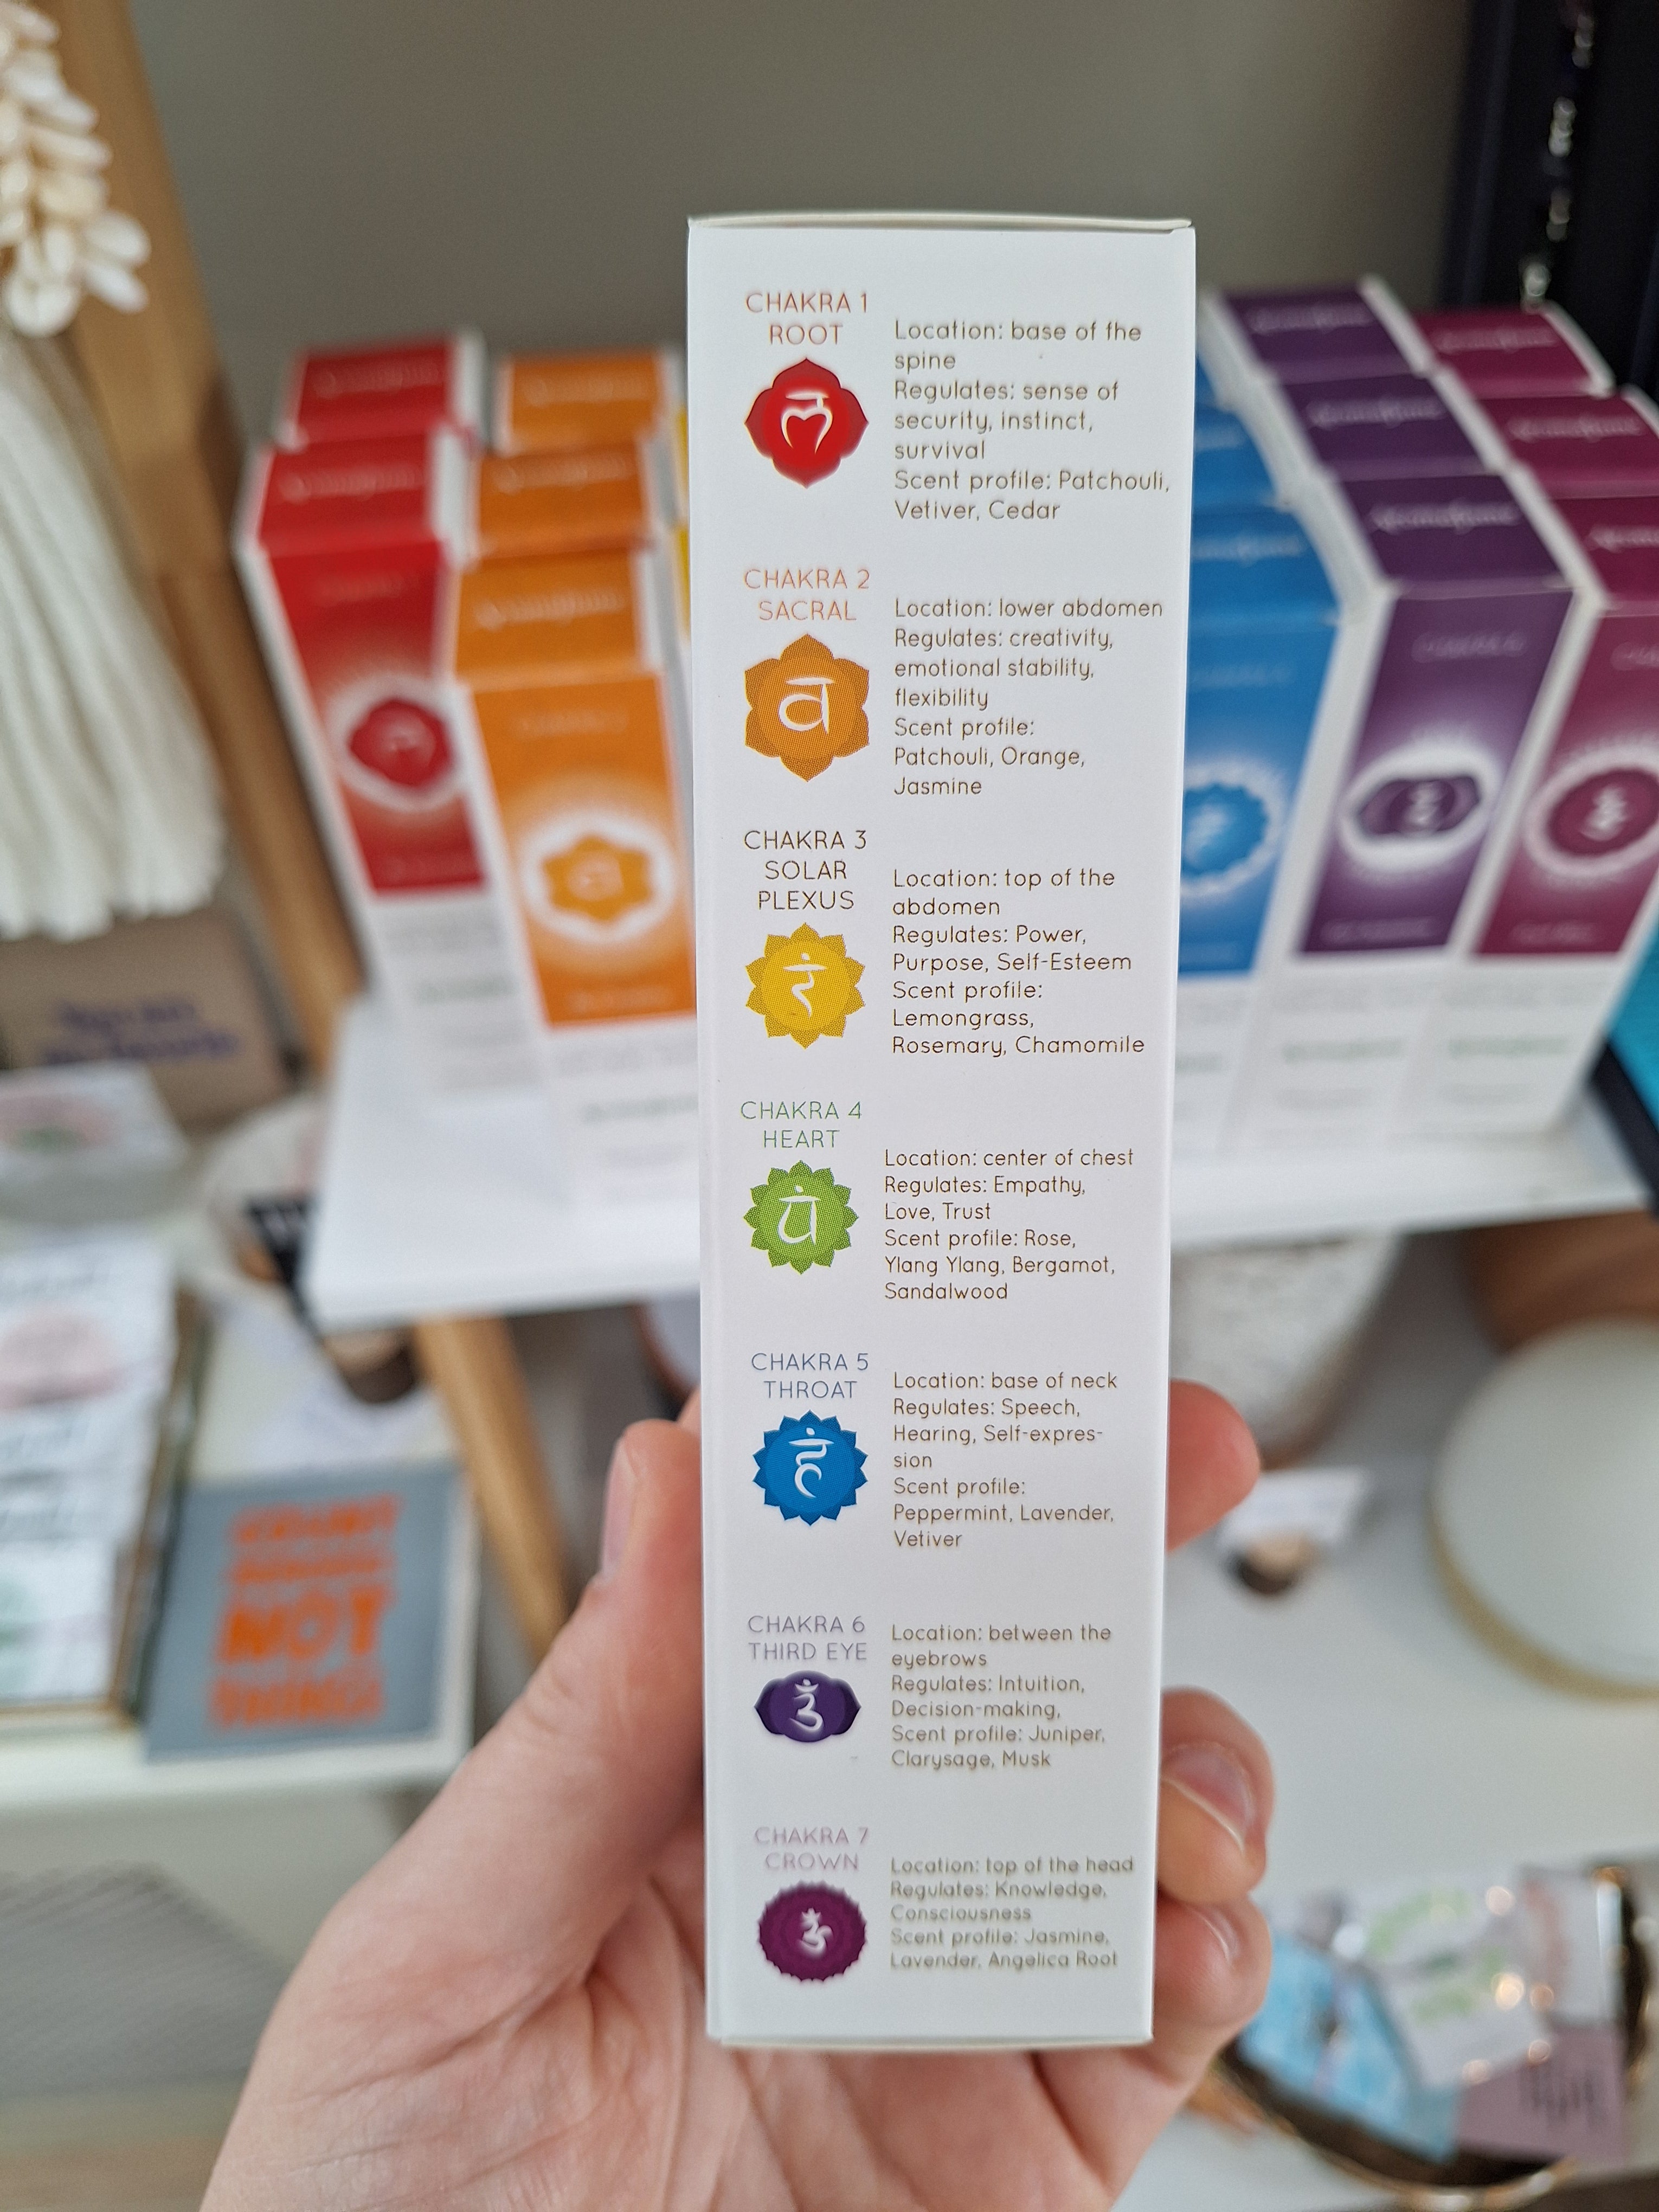 CHAKRA 1
ROOT
ल
Location: base of the
spine
Regulates: sense of
security, instinct,
survival
Scent profile: Patchouli,
Vetiver, Cedar
CHAKRA 2
SACRAL
व
Location: lower abdomen
Regulates: creativity,
emotional stability,
flexibility
Scent profile:
Patchouli, Orange,
Jasmine
CHAKRA 3
SOLAR
PLEXUS
रं
Location: top of the
abdomen
Regulates: Power,
Purpose, Self-Esteem
Scent profile:
Lemongrass,
Rosemary, Chamomile
CHAKRA 4
HEART
यं
Location: center of chest
Regulates: Empathy,
Love, Trust
Scent profile: Rose,
Ylang Ylang, Bergamot,
Sandalwood
CHAKRA 5
THROAT
हं
Location: base of neck
Regulates: Speech,
Hearing, Self-expres-
sion
Scent profile:
Peppermint, Lavender,
Vetiver
CHAKRA 6
THIRD EYE
Location: between the
eyebrows
Regulates: Intuition,
Decision-making,
Scent profile: Juniper,
Clarysage, Musk
CHAKRA 7
CROWN
Location: top of the head
Regulates: Knowledge,
Consciousness
Scent profile: Jasmine,
Lavender, Angelica Root
NOT